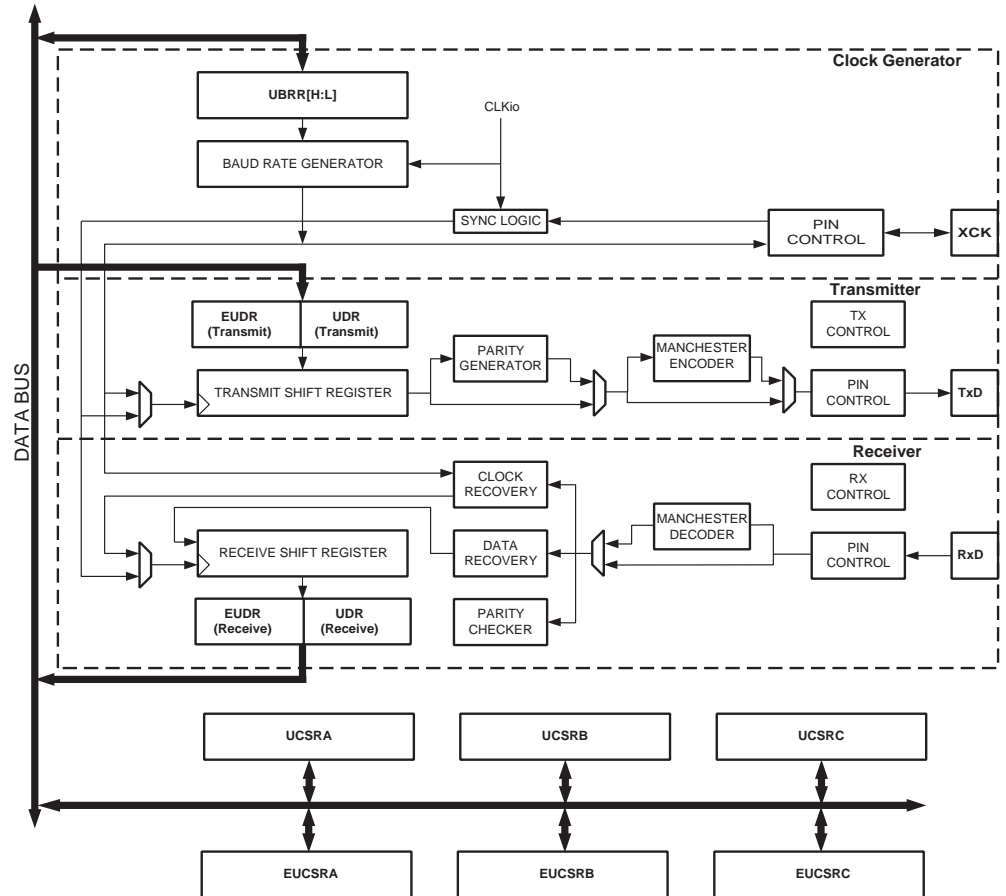 Clock Generator
UBRR[H:L]
CLKio
BAUD RATE GENERATOR
SYNC LOGIC
PIN
CONTROL
XCK
DATA BUS
Transmitter
EUDR
(Transmit)
UDR
(Transmit)
TX
CONTROL
PARITY
GENERATOR
MANCHESTER
ENCODER
TRANSMIT SHIFT REGISTER
PIN
CONTROL
TxD
Receiver
CLOCK
RECOVERY
RX
CONTROL
MANCHESTER
DECODER
RECEIVE SHIFT REGISTER
DATA
RECOVERY
PIN
CONTROL
RxD
EUDR
(Receive)
UDR
(Receive)
PARITY
CHECKER
UCSRA
UCSRB
UCSRC
EUCSRA
EUCSRB
EUCSRC